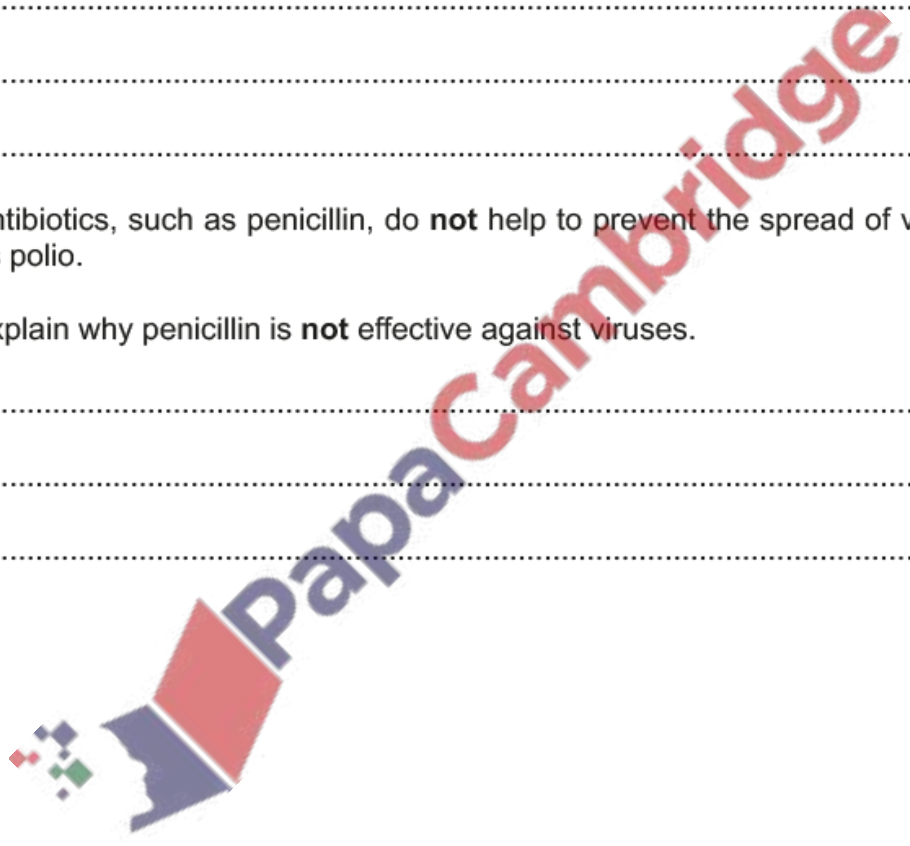 ntibiotics, such as penicillin, do not help to prevent the spread of v
polio.
xplain why penicillin is not effective against viruses.
PapaCambridge